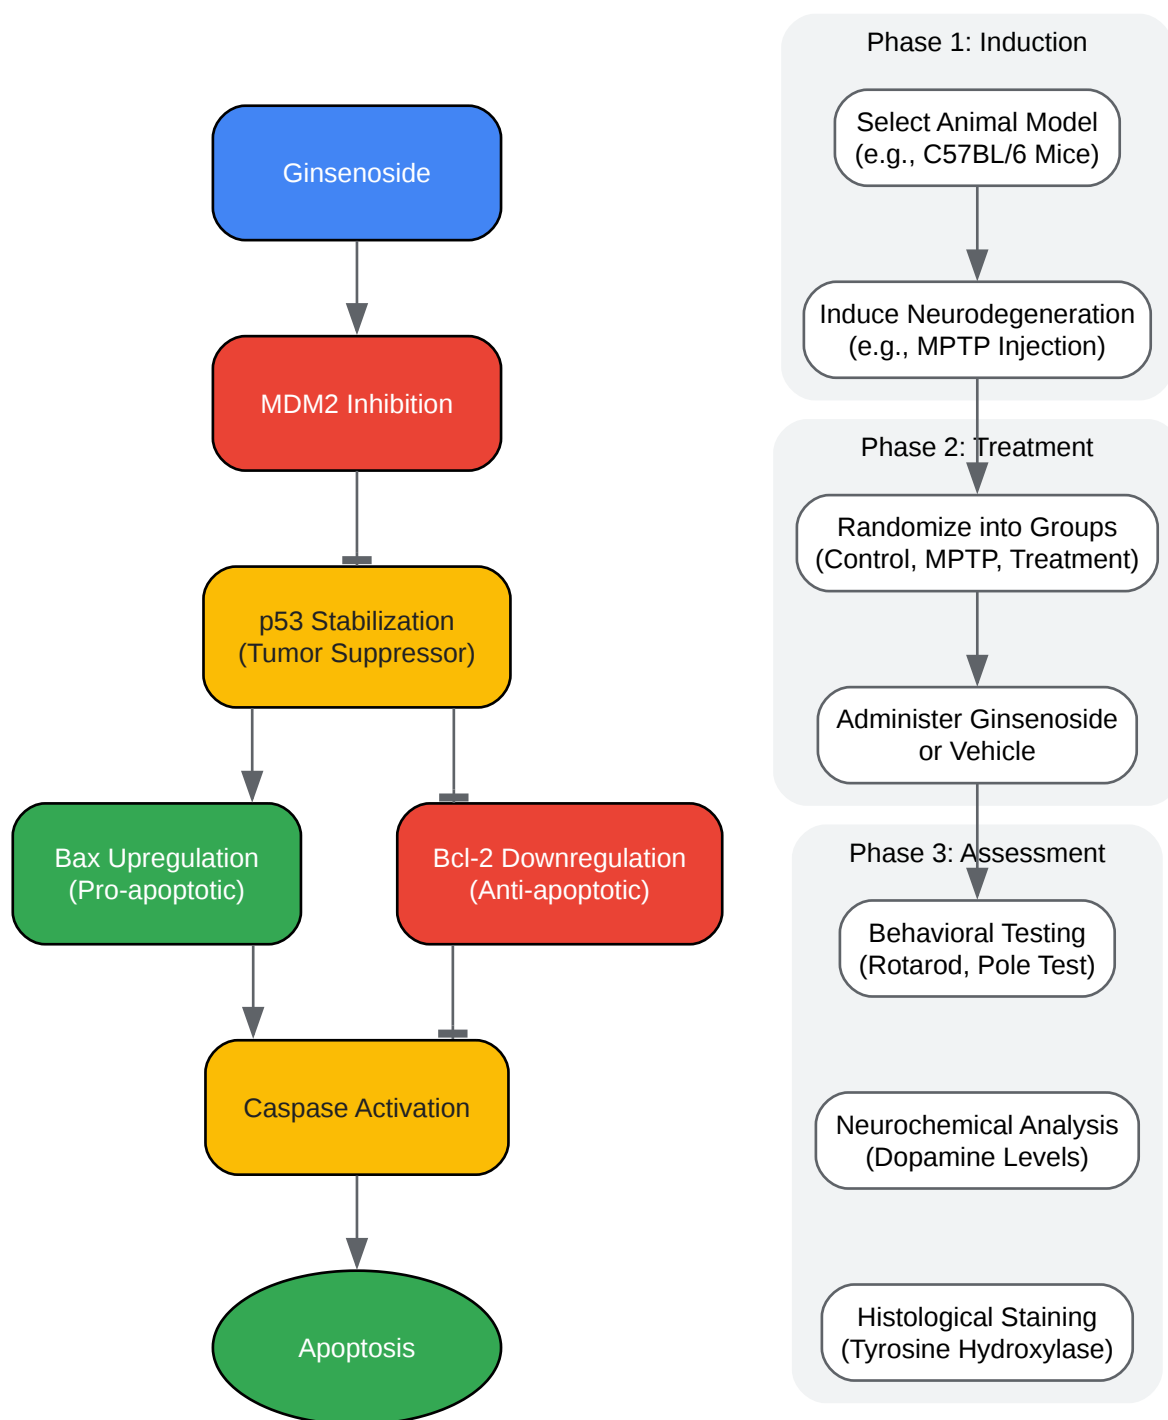 Ginsenoside
MDM2 Inhibition
p53 Stabilization
(Tumor Suppressor)
Bax Upregulation
(Pro-apoptotic)
Bcl-2 Downregulation
(Anti-apoptotic)
Caspase Activation
Apoptosis
Phase 1: Induction
Select Animal Model
(e.g., C57BL/6 Mice)
Induce Neurodegeneration
(e.g., MPTP Injection)
Phase 2: Treatment
Randomize into Groups
(Control, MPTP, Treatment)
Administer Ginsenoside
or Vehicle
Phase 3: Assessment
Behavioral Testing
(Rotarod, Pole Test)
Neurochemical Analysis
(Dopamine Levels)
Histological Staining
(Tyrosine Hydroxylase)